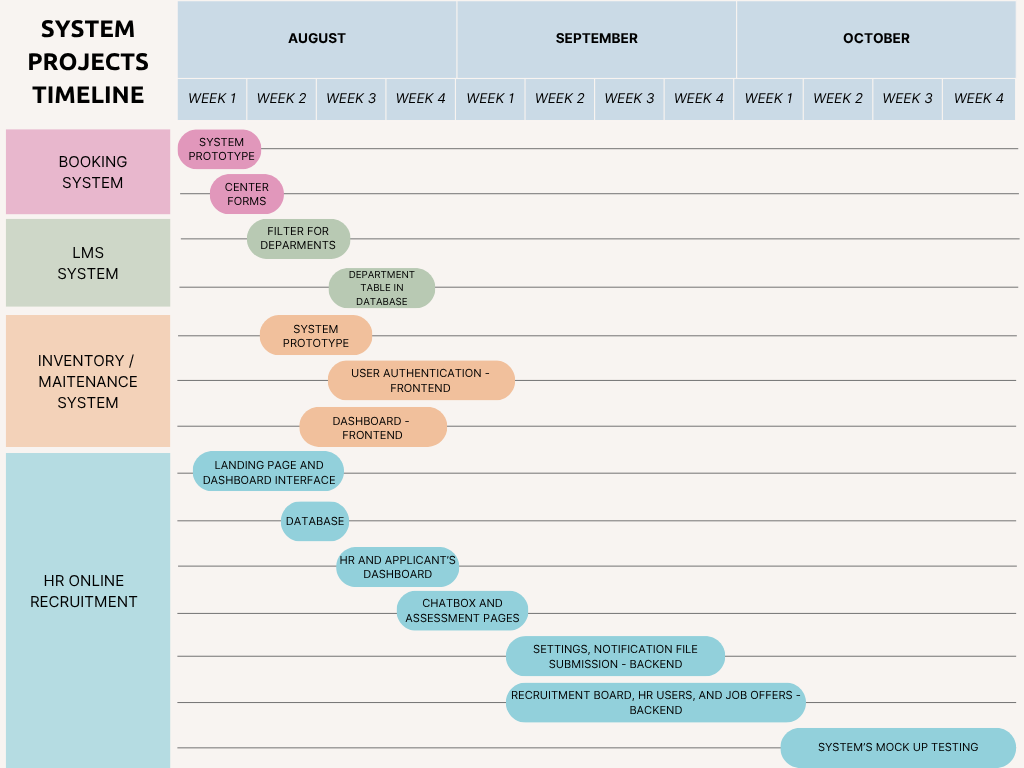 SYSTEM
PROJECTS
TIMELINE
AUGUST
SEPTEMBER
OCTOBER
WEEK 1
WEEK 2
WEEK 3
WEEK 4
WEEK 1
WEEK 2
WEEK 3
WEEK 4
WEEK 1
WEEK 2
WEEK 3
WEEK 4
BOOKING
SYSTEM
SYSTEM
PROTOTYPE
CENTER
FORMS
LMS
SYSTEM
FILTER FOR
DEPARMENTS
DEPARTMENT
TABLE IN
DATABASE
INVENTORY /
MAITENANCE
SYSTEM
SYSTEM
PROTOTYPE
USER AUTHENTICATION -
FRONTEND
DASHBOARD -
FRONTEND
HR ONLINE
RECRUITMENT
LANDING PAGE AND
DASHBOARD INTERFACE
DATABASE
HR AND APPLICANT'S
DASHBOARD
CHATBOX AND
ASSESSMENT PAGES
SETTINGS, NOTIFICATION FILE
SUBMISSION - BACKEND
RECRUITMENT BOARD, HR USERS, AND JOB OFFERS -
BACKEND
SYSTEM'S MOCK UP TESTING